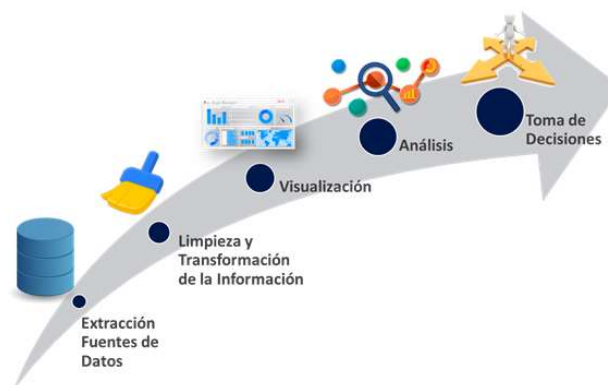 Extracción
Fuentes de
Datos
Limpieza y
Transformación
de la Información
Visualización
Análisis
Toma de
Decisiones